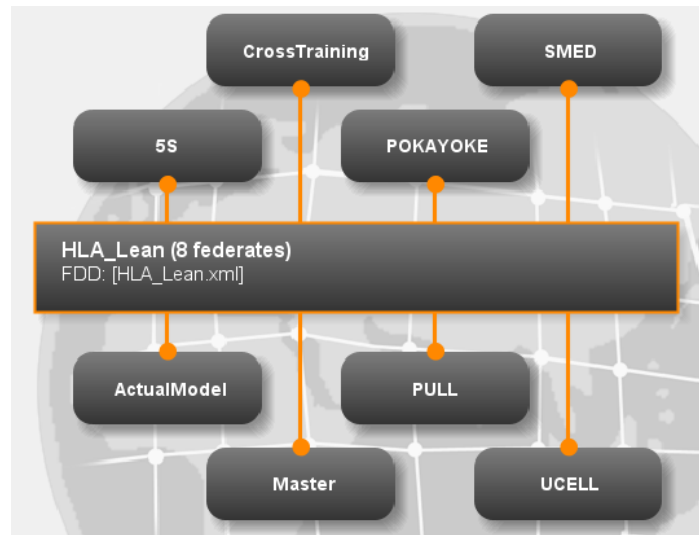 CrossTraining
SMED
5S
POKAYOKE
HLA_Lean (8 federates)
FDD: [HLA_Lean.xml]
ActualModel
PULL
Master
UCELL